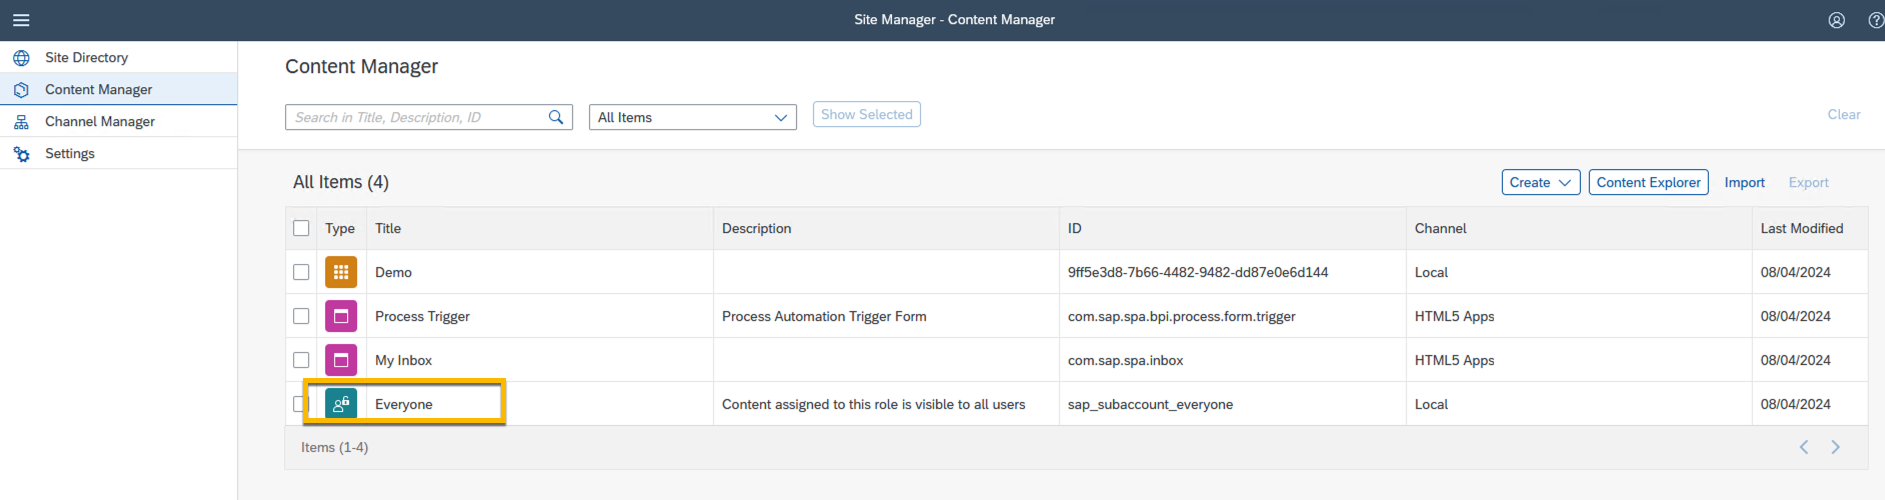 Site Manager - Content Manager
Site Directory
Content Manager
Channel Manager
Settings
Content Manager
Search in Title, Description, ID
All Items
Show Selected
Clear
All Items (4)
Create
Content Explorer
Import
Export
Type Title Description ID Channel Last Modified
Demo 9ff5e3d8-7b66-4482-9482-dd87e0e6d144 Local 08/04/2024
Process Trigger Process Automation Trigger Form com.sap.spa.bpi.process.form.trigger HTML5 Apps 08/04/2024
My Inbox com.sap.spa.inbox HTML5 Apps 08/04/2024
Everyone Content assigned to this role is visible to all users sap_subaccount_everyone Local 08/04/2024
Items (1-4)